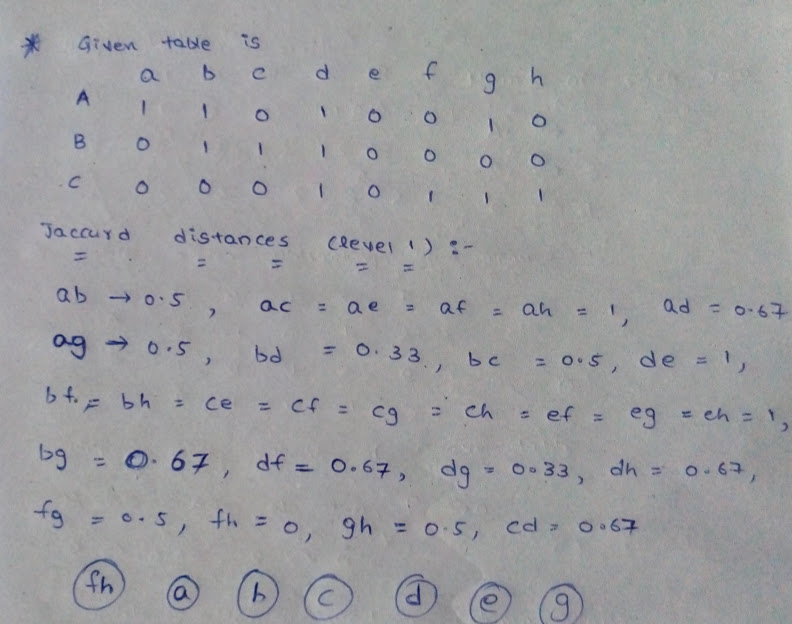 * Given table is
a b c d e f g h
A 1 1 0 1 0 0 1 0
B 0 1 1 1 0 0 0 0
C 0 0 0 1 0 1 1 1
Jaccurd distances (level 1) :-
ab → 0.5, ac = ae = af = ah = 1, ad = 0.67
ag → 0.5, bd = 0.33, bc = 0.5, de = 1,
bf = bh = ce = cf = cg = ch = ef = eg = eh = 1,
bg = 0.67, df = 0.67, dg = 0.33, dh = 0.67,
fg = 0.5, fh = 0, gh = 0.5, cd = 0.67
fh a b c d e g